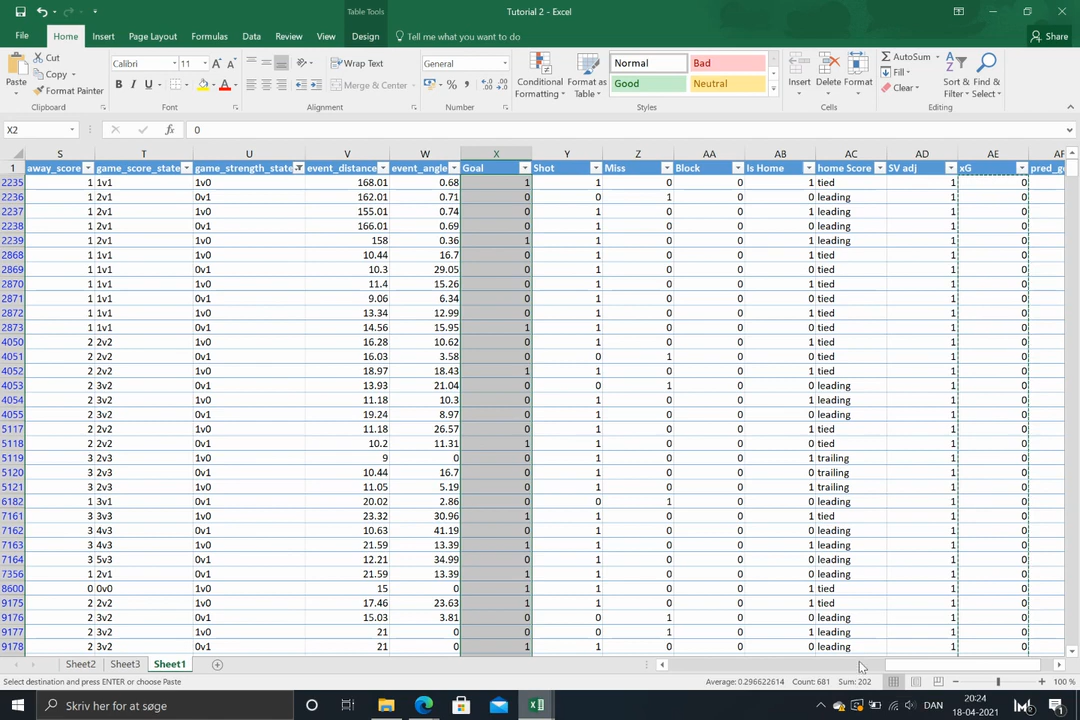 Table Tools
Tutorial 2 - Excel
File Home Insert Page Layout Formulas Data Review View Design Tell me what you want to do Share
Paste Cut Copy Format Painter
Calibri 11 Wrap Text Merge & Center General
Conditional Formatting Format as Table Normal Bad Good Neutral
Insert Delete Format AutoSum Fill Clear Sort & Filter Find & Select
Clipboard Font Alignment Number Styles Cells Editing
X2 fx 0
S T U V W X Y Z AA AB AC AD AE AF
1 away_score game_score_state game_strength_state event_distance event_angle Goal Shot Miss Block Is Home home Score SV adj xG
2235 1 1v1 1v0 168.01 0.68 1 1 0 0 1 tied 1 0
2236 1 2v1 0v1 162.01 0.71 0 0 1 0 0 leading 1 0
2237 1 2v1 1v0 155.01 0.74 0 1 0 0 1 leading 1 0
2238 1 2v1 0v1 166.01 0.69 0 1 0 0 0 leading 1 0
2239 1 2v1 1v0 158 0.36 1 1 0 0 1 leading 1 0
2868 1 1v1 1v0 10.44 16.7 0 1 0 0 1 tied 1 0
2869 1 1v1 0v1 10.3 29.05 0 1 0 0 0 tied 1 0
2870 1 1v1 1v0 11.4 15.26 0 1 0 0 1 tied 1 0
2871 1 1v1 0v1 9.06 6.34 0 1 0 0 0 tied 1 0
2872 1 1v1 1v0 13.34 12.99 0 1 0 0 1 tied 1 0
2873 1 1v1 0v1 14.56 15.95 1 1 0 0 0 tied 1 0
4050 2 2v2 1v0 16.28 10.62 0 1 0 0 1 tied 1 0
4051 2 2v2 0v1 16.03 3.58 0 0 1 0 0 tied 1 0
4052 2 2v2 1v0 18.97 18.43 1 1 0 0 1 tied 1 0
4053 2 3v2 0v1 13.93 21.04 0 0 1 0 0 leading 1 0
4054 2 3v2 1v0 11.18 10.3 0 1 0 0 1 leading 1 0
4055 2 3v2 0v1 19.24 8.97 0 1 0 0 0 leading 1 0
5117 2 2v2 1v0 11.18 26.57 0 1 0 0 1 tied 1 0
5118 2 2v2 0v1 10.2 11.31 1 1 0 0 0 tied 1 0
5119 3 2v3 1v0 9 0 0 1 0 0 1 trailing 1 0
5120 3 2v3 0v1 10.44 16.7 0 1 0 0 0 trailing 1 0
5121 3 2v3 1v0 11.05 5.19 0 1 0 0 1 trailing 1 0
6182 1 3v1 0v1 20.02 2.86 0 0 1 0 0 leading 1 0
7161 3 3v3 1v0 23.32 30.96 1 1 0 0 1 tied 1 0
7162 3 4v3 0v1 10.63 41.19 0 1 0 0 0 leading 1 0
7163 3 4v3 1v0 21.59 13.39 1 1 0 0 1 leading 1 0
7164 3 5v3 0v1 12.21 34.99 0 1 0 0 0 leading 1 0
7356 1 2v1 0v1 21.59 13.39 1 1 0 0 0 leading 1 0
8600 0 0v0 1v0 15 0 1 1 0 0 1 tied 1 0
9175 2 2v2 1v0 17.46 23.63 1 1 0 0 1 tied 1 0
9176 2 3v2 0v1 15.03 3.81 0 1 0 0 0 leading 1 0
9177 2 3v2 1v0 21 0 0 0 1 0 1 leading 1 0
9178 2 3v2 0v1 21 0 1 1 0 0 0 leading 1 0
Sheet2 Sheet3 Sheet1
Select destination and press ENTER or choose Paste Average: 0.296622614 Count: 681 Sum: 202 100 %
Skriv her for at søge DAN 20:24
18-04-2021